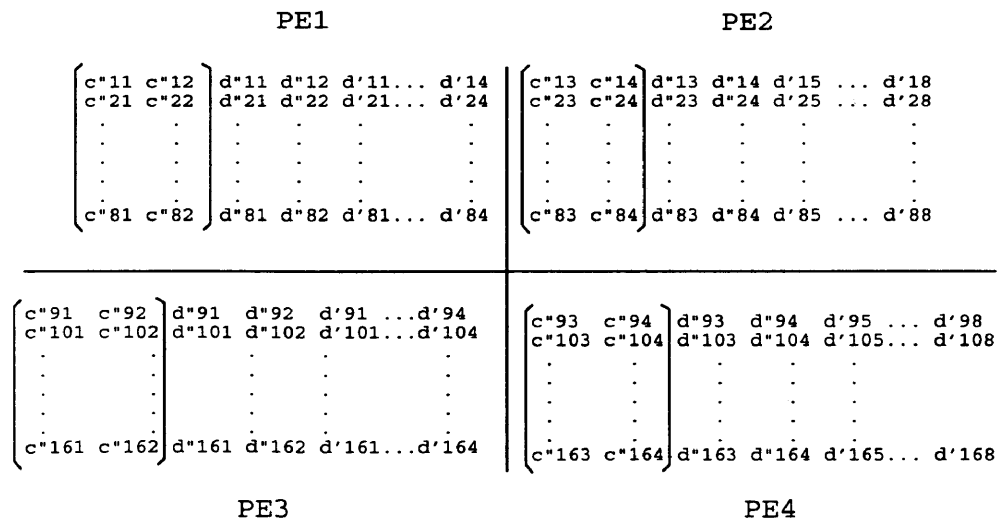 PE1 PE2
c"11 c"12 d"11 d"12 d'11... d'14 c"13 c"14 d"13 d"14 d'15 ... d'18
c"21 c"22 d"21 d"22 d'21... d'24 c"23 c"24 d"23 d"24 d'25 ... d'28
c"81 c"82 d"81 d"82 d'81... d'84 c"83 c"84 d"83 d"84 d'85 ... d'88
c"91 c"92 d"91 d"92 d'91 ...d'94 c"93 c"94 d"93 d"94 d'95 ... d'98
c"101 c"102 d"101 d"102 d'101...d'104 c"103 c"104 d"103 d"104 d'105... d'108
c"161 c"162 d"161 d"162 d'161...d'164 c"163 c"164 d"163 d"164 d'165... d'168
PE3 PE4